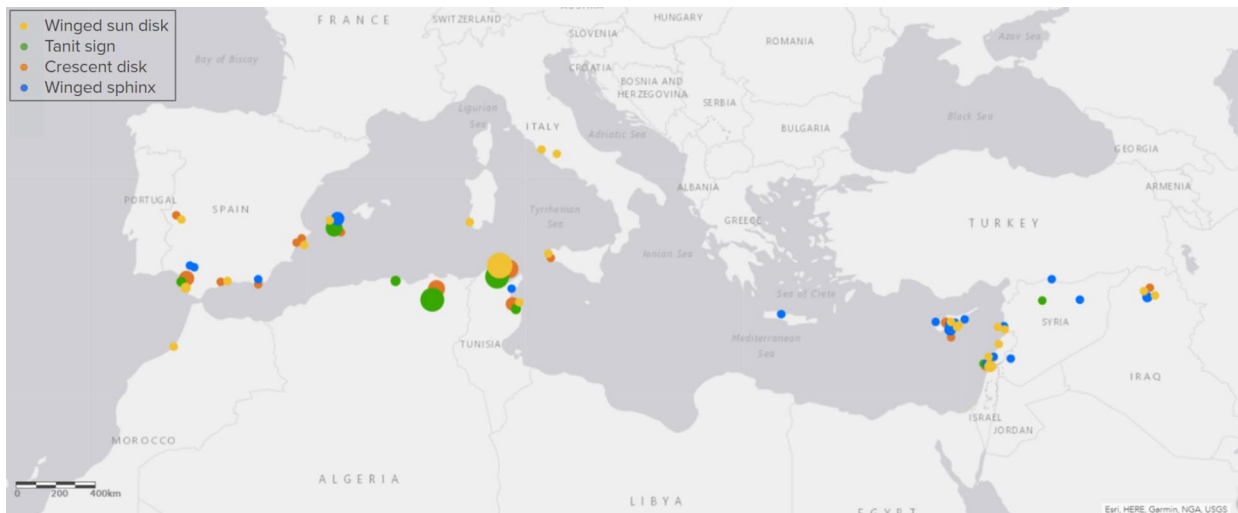 Winged sun disk
Tanit sign
Crescent disk
Winged sphinx
FRANCE
SWITZERLAND
AUSTRIA
HUNGARY
SLOVENIA
ROMANIA
Azov Sea
Bay of Biscay
CROATIA
BOSNIA AND
HERZEGOVINA
SERBIA
Ligurian
Sea
ITALY
Adriatic Sea
BULGARIA
Black Sea
GEORGIA
ALBANIA
ARMENIA
PORTUGAL
SPAIN
Tyrrhenian
Sea
GREECE
TURKEY
Ionian Sea
Sea of Crete
SYRIA
Mediterranean
Sea
TUNISIA
IRAQ
ISRAEL
JORDAN
MOROCCO
ALGERIA
LIBYA
EGYPT
0 200 400km
Esri, HERE, Garmin, NGA, USGS